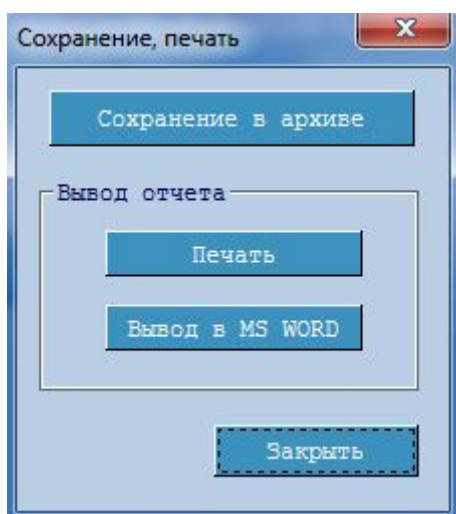 Сохранение, печать
X
Сохранение в архиве
Вывод отчета
Печать
Вывод в MS WORD
Закрыть